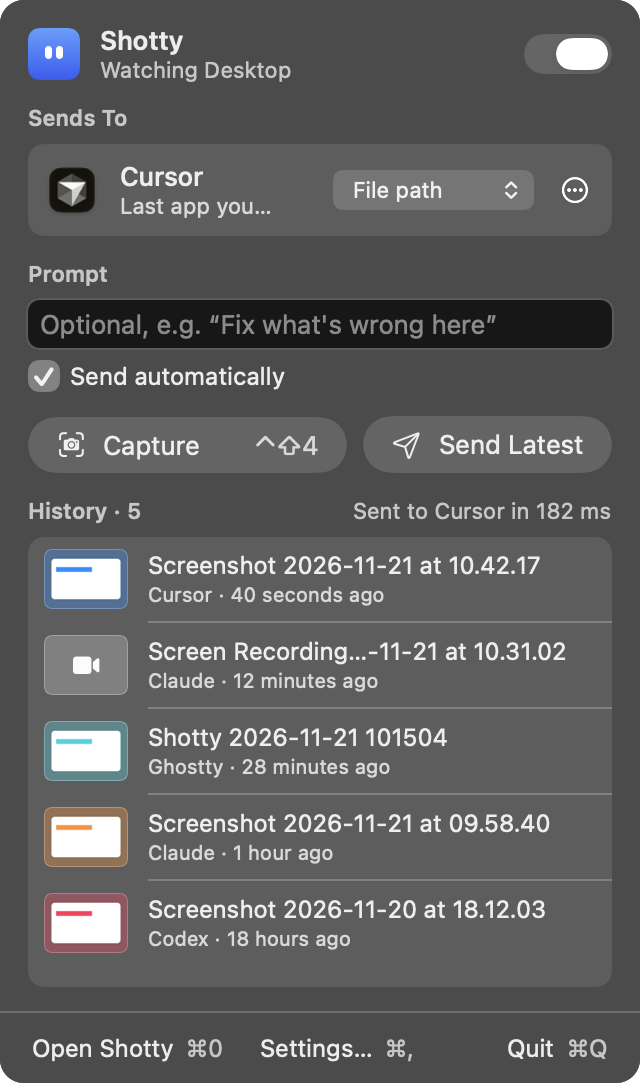 Shotty
Watching Desktop
Sends To
Cursor
Last app you...
File path
Prompt
Optional, e.g. “Fix what's wrong here”
Send automatically
Capture ^⇧4
Send Latest
History · 5
Sent to Cursor in 182 ms
Screenshot 2026-11-21 at 10.42.17
Cursor · 40 seconds ago
Screen Recording...-11-21 at 10.31.02
Claude · 12 minutes ago
Shotty 2026-11-21 101504
Ghostty · 28 minutes ago
Screenshot 2026-11-21 at 09.58.40
Claude · 1 hour ago
Screenshot 2026-11-20 at 18.12.03
Codex · 18 hours ago
Open Shotty ⌘0
Settings... ⌘,
Quit ⌘Q